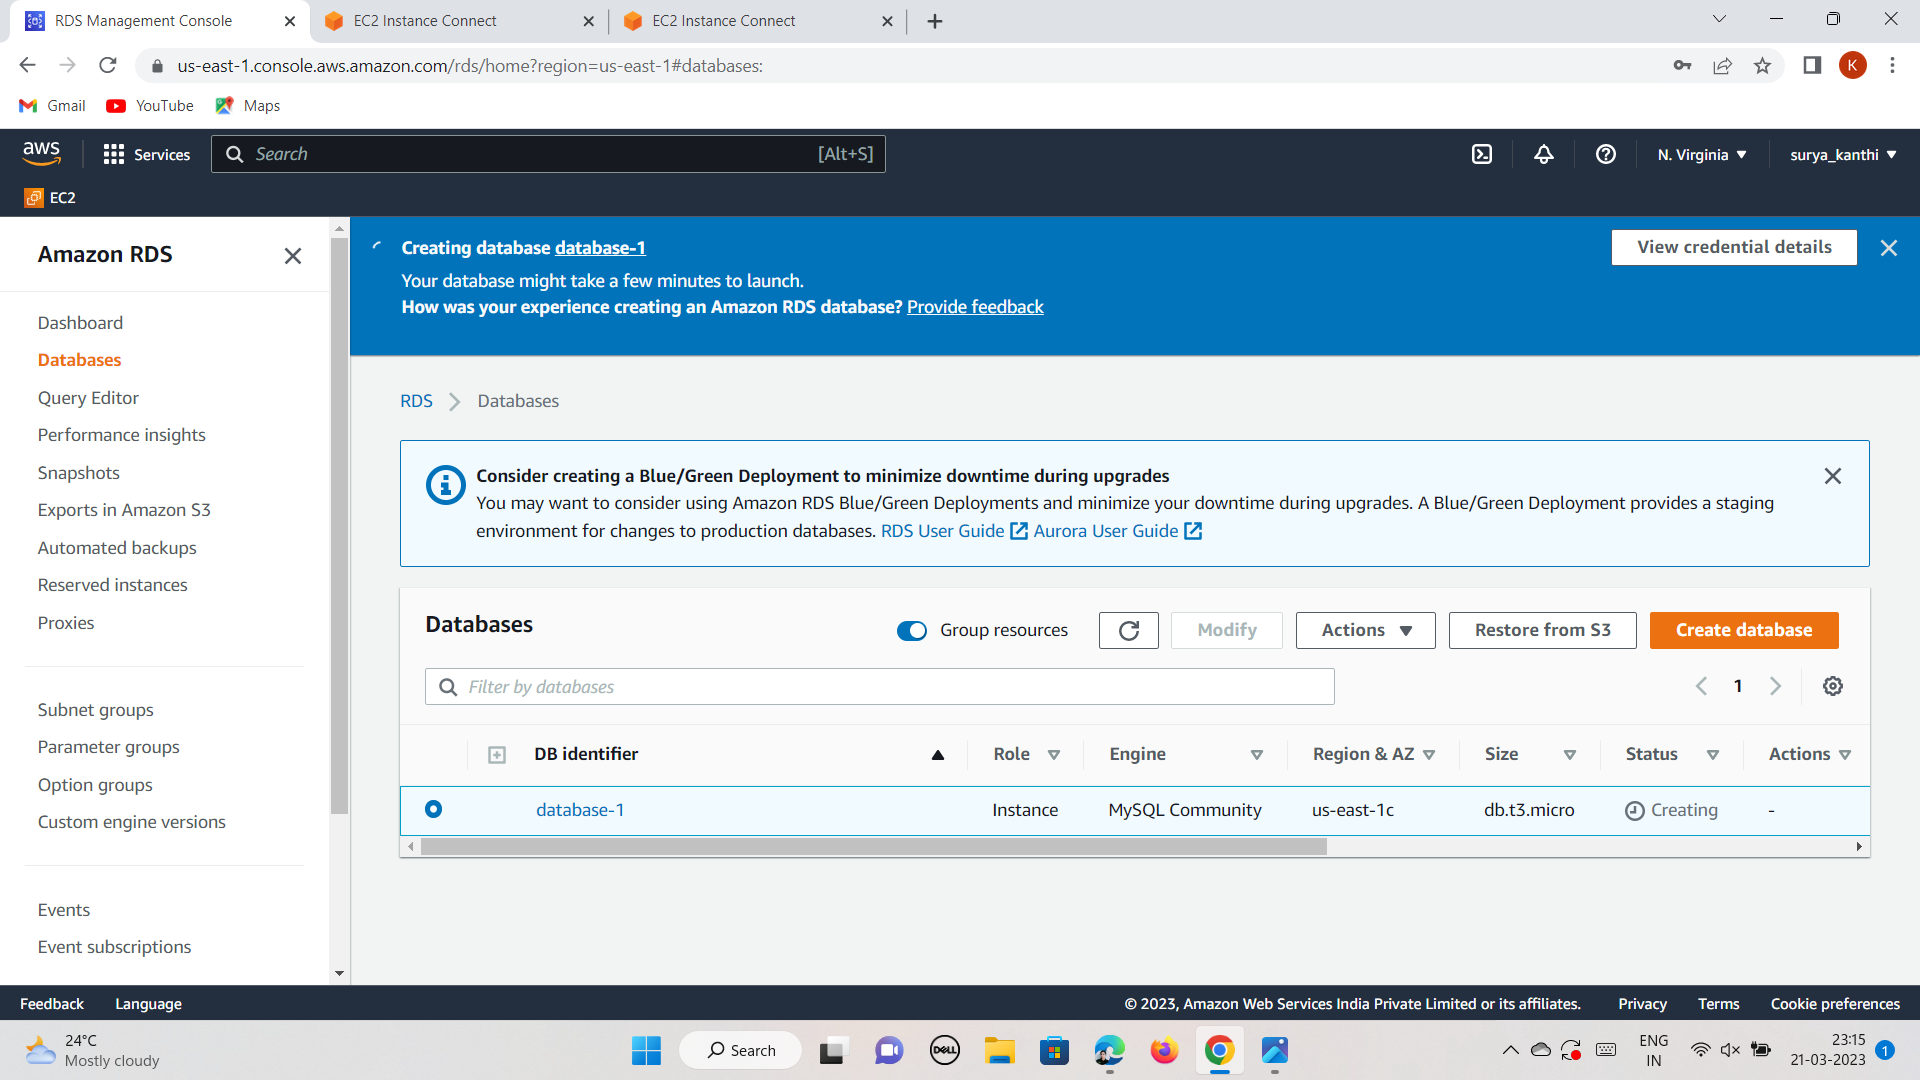 RDS Management Console
EC2 Instance Connect
EC2 Instance Connect
us-east-1.console.aws.amazon.com/rds/home?region=us-east-1#databases:
K
Gmail
YouTube
Maps
aws
Services
Search
[Alt+S]
N. Virginia
surya_kanthi
EC2
Amazon RDS
Dashboard
Databases
Query Editor
Performance insights
Snapshots
Exports in Amazon S3
Automated backups
Reserved instances
Proxies
Subnet groups
Parameter groups
Option groups
Custom engine versions
Events
Event subscriptions
Creating database database-1
Your database might take a few minutes to launch.
How was your experience creating an Amazon RDS database? Provide feedback
View credential details
RDS
Databases
Consider creating a Blue/Green Deployment to minimize downtime during upgrades
You may want to consider using Amazon RDS Blue/Green Deployments and minimize your downtime during upgrades. A Blue/Green Deployment provides a staging
environment for changes to production databases. RDS User Guide Aurora User Guide
Databases
Group resources
Modify
Actions
Restore from S3
Create database
Filter by databases
1
DB identifier
Role
Engine
Region & AZ
Size
Status
Actions
database-1
Instance
MySQL Community
us-east-1c
db.t3.micro
Creating
-
Feedback
Language
© 2023, Amazon Web Services India Private Limited or its affiliates.
Privacy
Terms
Cookie preferences
24°C
Mostly cloudy
Search
DELL
ENG
IN
23:15
21-03-2023
1